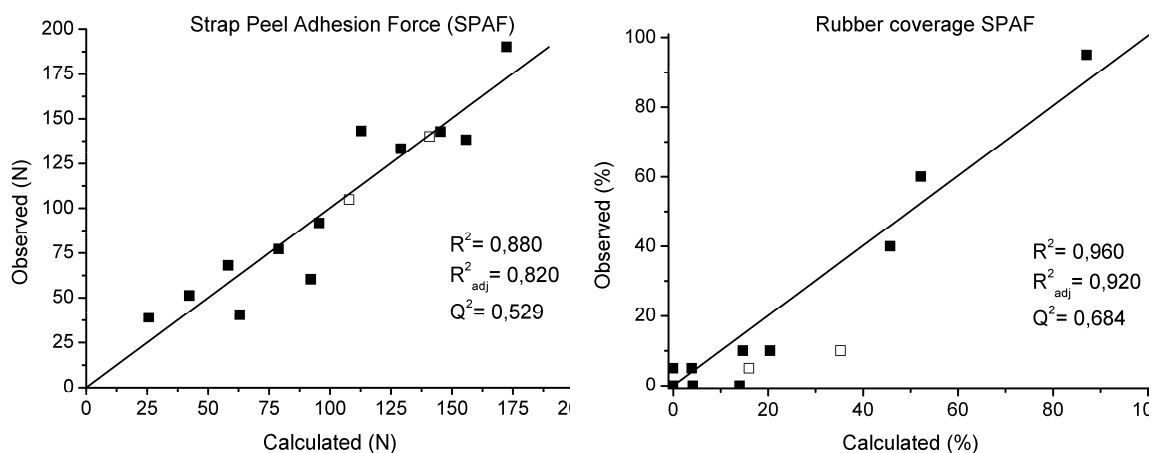 Strap Peel Adhesion Force (SPAF)
200
175
150
125
100
75
50
25
0
Observed (N)
R²= 0,880
R²adj= 0,820
Q²= 0,529
0 25 50 75 100 125 150 175 20
Calculated (N)
Rubber coverage SPAF
100
80
60
40
20
0
Observed (%)
R²= 0,960
R²adj= 0,920
Q²= 0,684
0 20 40 60 80 10
Calculated (%)